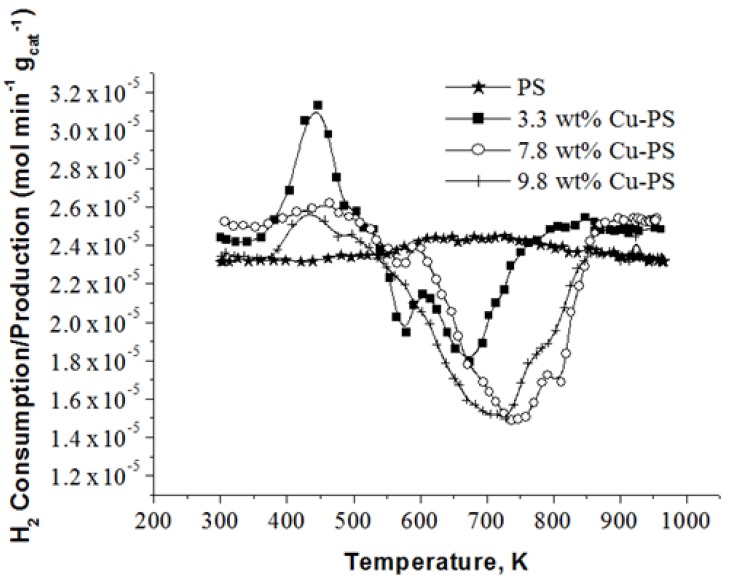 H₂ Consumption/Production (mol min⁻¹ g_cat⁻¹)
3.2 x 10⁻⁵
3.0 x 10⁻⁵
2.8 x 10⁻⁵
2.6 x 10⁻⁵
2.4 x 10⁻⁵
2.2 x 10⁻⁵
2.0 x 10⁻⁵
1.8 x 10⁻⁵
1.6 x 10⁻⁵
1.4 x 10⁻⁵
1.2 x 10⁻⁵
PS
3.3 wt% Cu-PS
7.8 wt% Cu-PS
9.8 wt% Cu-PS
200 300 400 500 600 700 800 900 1000
Temperature, K